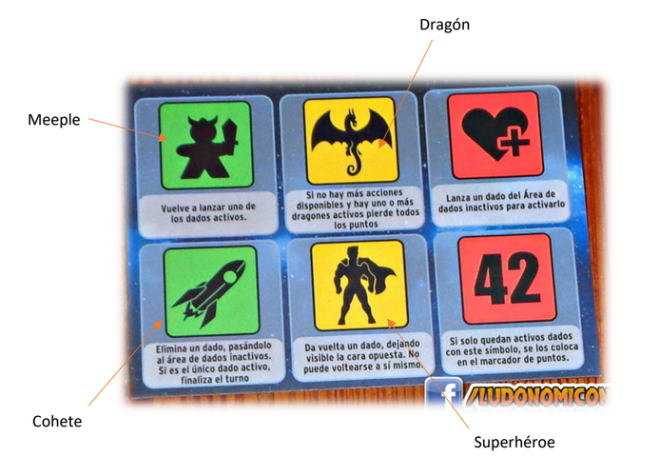 Dragón
Meeple
Vuelve a lanzar uno de
los dados activos.
Si no hay más acciones
disponibles y hay uno o más
dragones activos pierde todos
los puntos
Lanza un dado del Área de
dados inactivos para activarlo
Elimina un dado, pasándolo
al área de dados inactivos.
Si es el único dado activo,
finaliza el turno
Da vuelta un dado, dejando
visible la cara opuesta. No
puede voltearse a sí mismo
42
Si solo quedan activos dados
con este símbolo, se los coloca
en el marcador de puntos.
f /LUDONOMICON
Cohete
Superhéroe